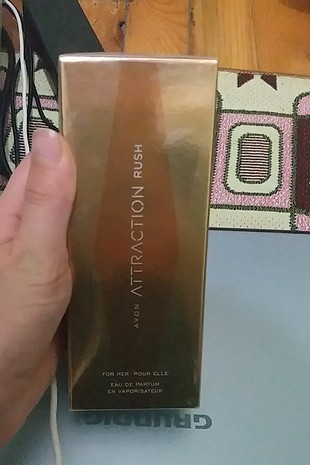 AVON ATTRACTION RUSH
FOR HER. POUR ELLE.
EAU DE PARFUM
EN VAPORISATEUR
GRUNDIG